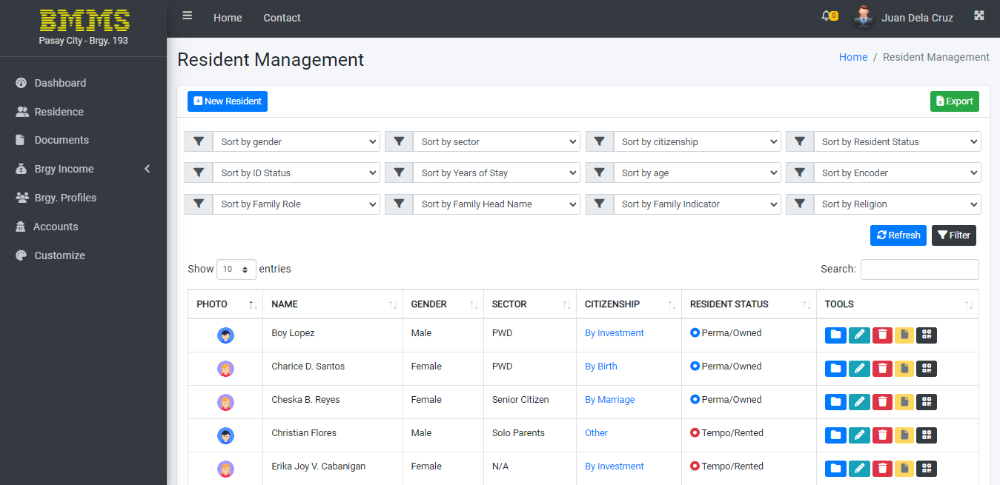 BMMS
Pasay City - Brgy. 193
Home Contact 0 Juan Dela Cruz
Resident Management
Home / Resident Management
Dashboard
Residence
Documents
Brgy Income
Brgy. Profiles
Accounts
Customize
New Resident Export
Sort by gender Sort by sector Sort by citizenship Sort by Resident Status
Sort by ID Status Sort by Years of Stay Sort by age Sort by Encoder
Sort by Family Role Sort by Family Head Name Sort by Family Indicator Sort by Religion
Refresh Filter
Show 10 entries Search:
PHOTO NAME GENDER SECTOR CITIZENSHIP RESIDENT STATUS TOOLS
Boy Lopez Male PWD By Investment Perma/Owned
Charice D. Santos Female PWD By Birth Perma/Owned
Cheska B. Reyes Female Senior Citizen By Marriage Perma/Owned
Christian Flores Male Solo Parents Other Tempo/Rented
Erika Joy V. Cabanigan Female N/A By Investment Tempo/Rented